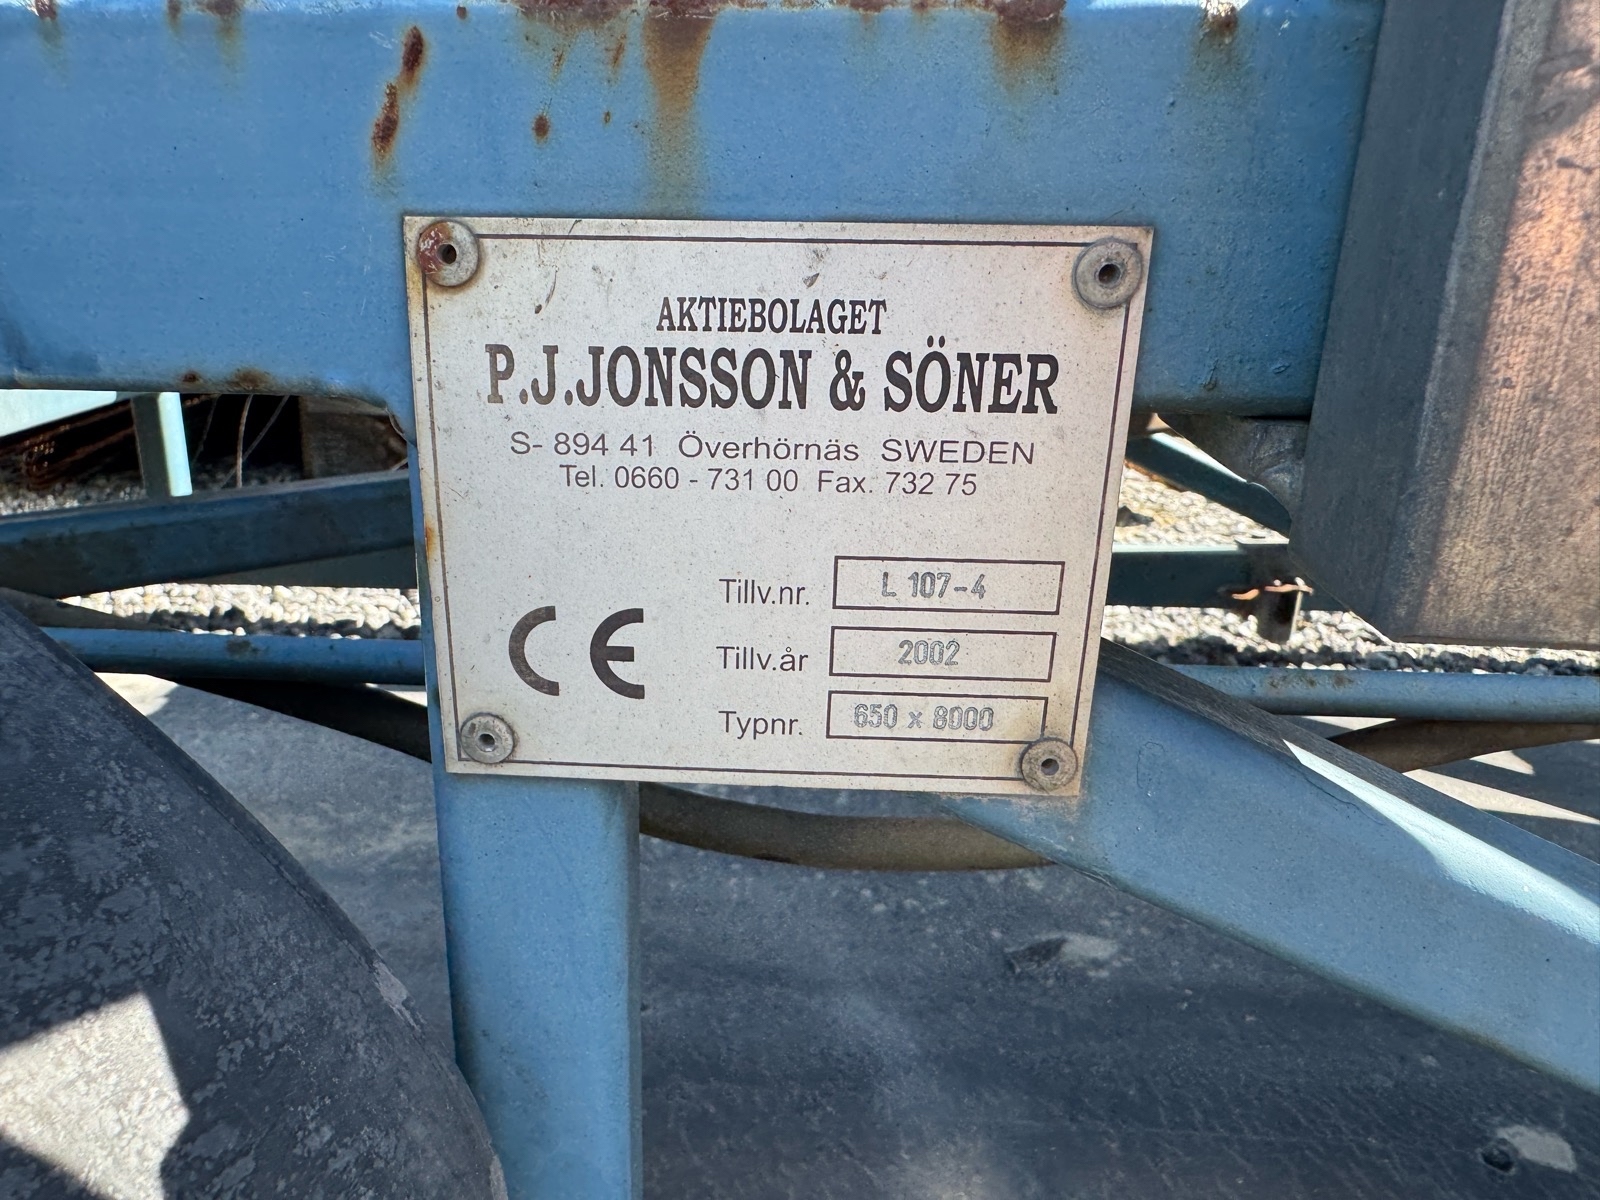 AKTIEBOLAGET
P.J.JONSSON & SÖNER
S- 894 41 Överhörnäs SWEDEN
Tel. 0660 - 731 00 Fax. 732 75
Tillv.nr. L 107-4
CE Tillv.år 2002
Typnr. 650 x 8000